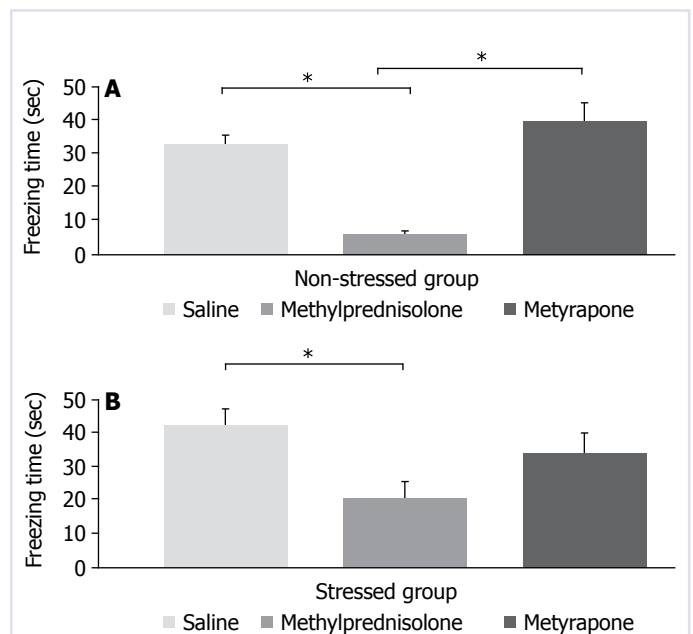 * *
A
Freezing time (sec)
50
40
30
20
10
0
Non-stressed group
Saline Methylprednisolone Metyrapone
*
B
Freezing time (sec)
50
40
30
20
10
0
Stressed group
Saline Methylprednisolone Metyrapone